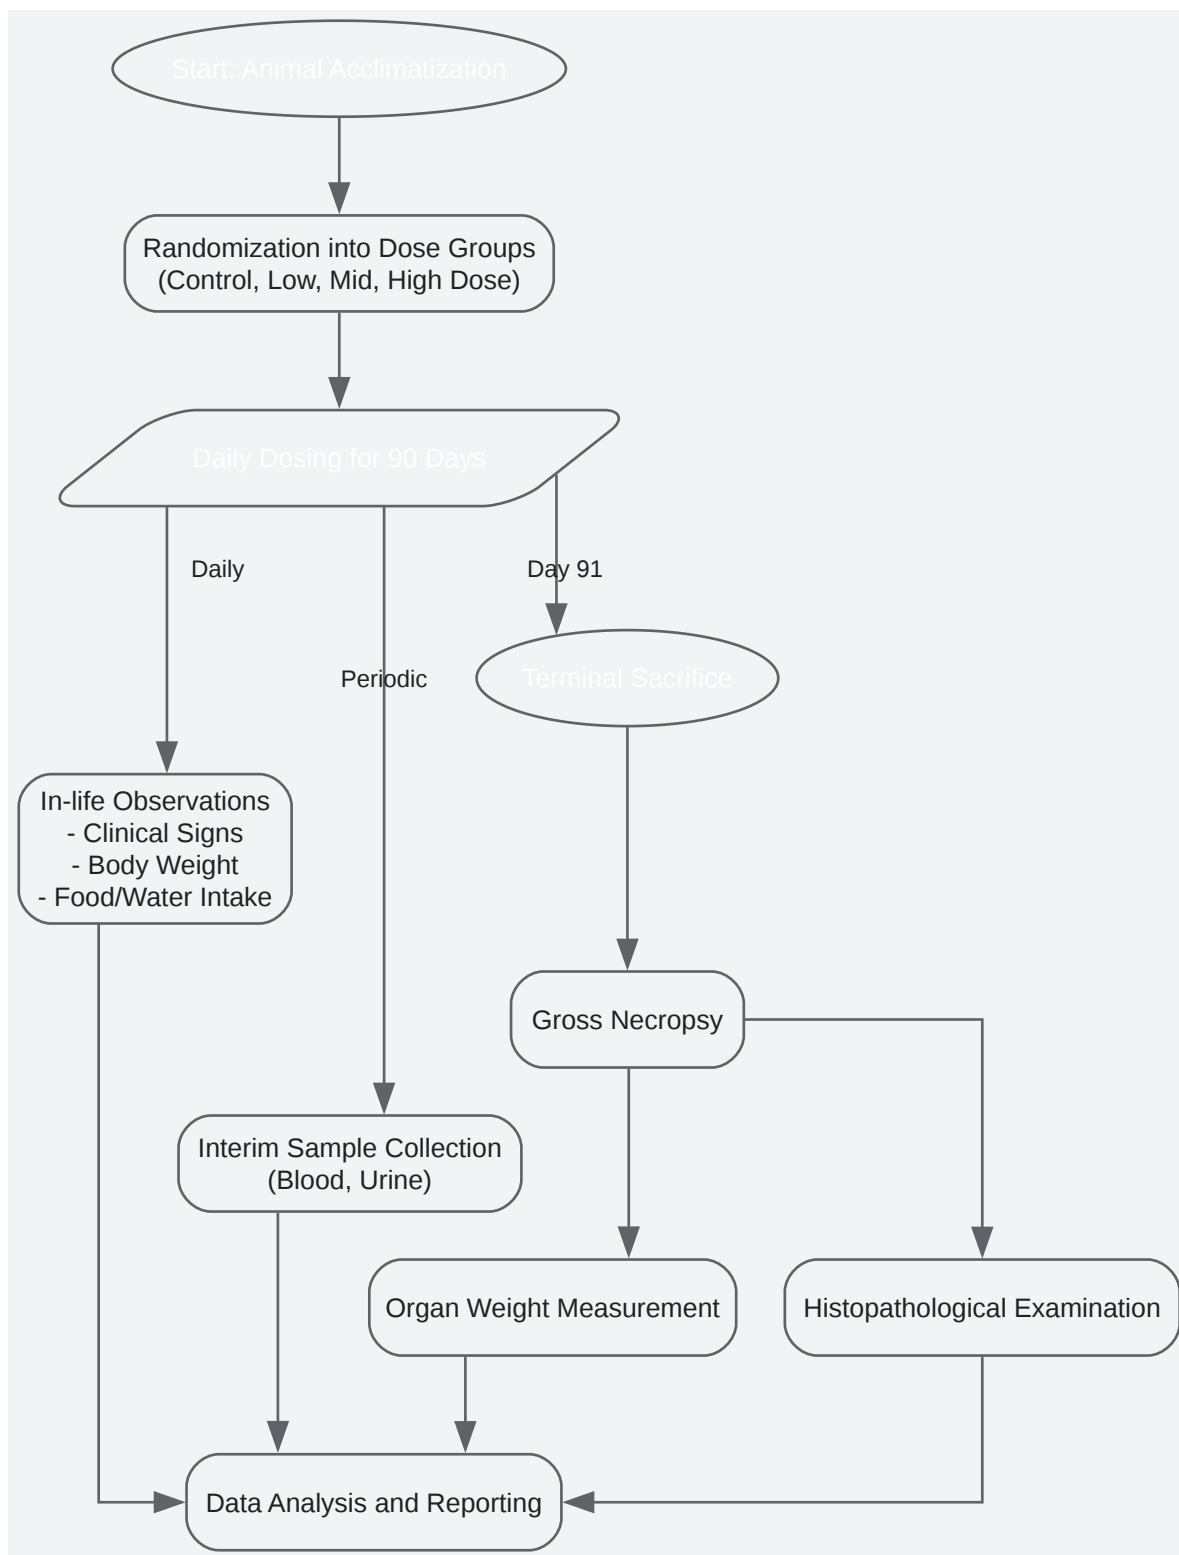 Start: Animal Acclimatization
Randomization into Dose Groups
(Control, Low, Mid, High Dose)
Daily Dosing for 90 Days
Daily
Day 91
Periodic
Terminal Sacrifice
In-life Observations
- Clinical Signs
- Body Weight
- Food/Water Intake
Gross Necropsy
Interim Sample Collection
(Blood, Urine)
Organ Weight Measurement
Histopathological Examination
Data Analysis and Reporting